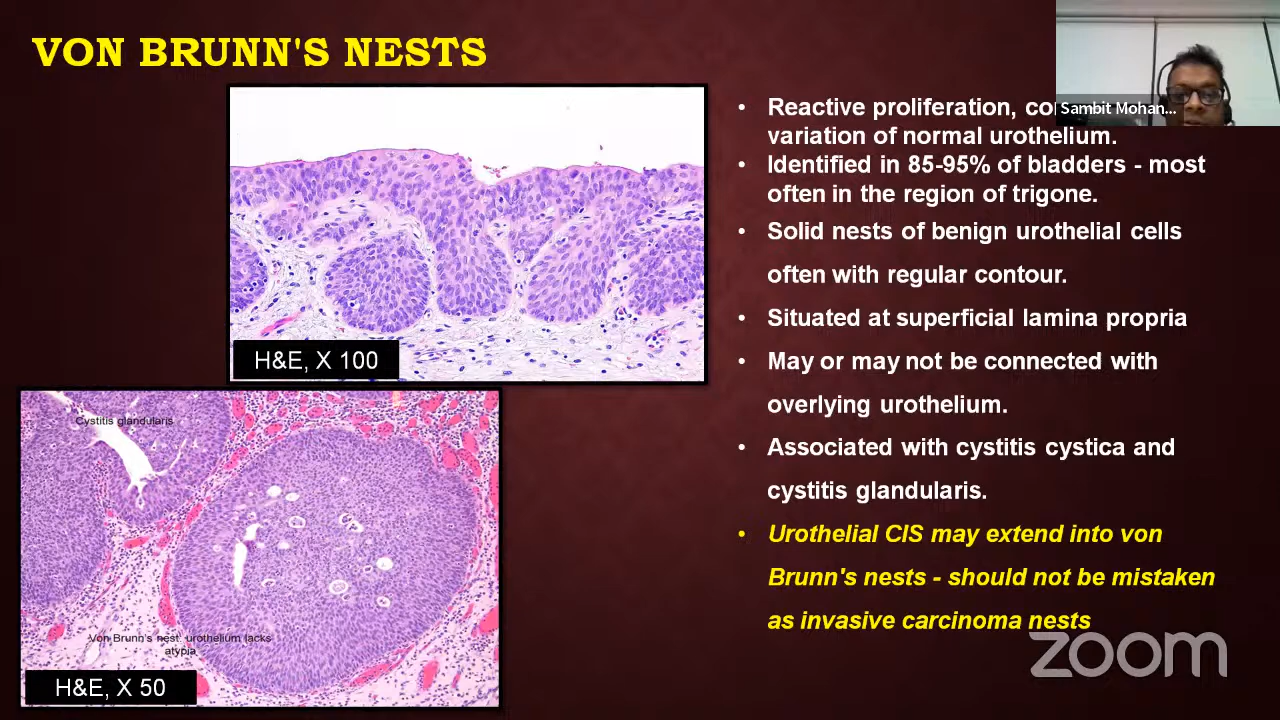 VON BRUNN'S NESTS
Sambit Mohan...
• Reactive proliferation,
variation of normal urothelium.
• Identified in 85-95% of bladders - most
often in the region of trigone.
• Solid nests of benign urothelial cells
often with regular contour.
• Situated at superficial lamina propria
• May or may not be connected with
overlying urothelium.
• Associated with cystitis cystica and
cystitis glandularis.
• Urothelial CIS may extend into von
Brunn's nests - should not be mistaken
as invasive carcinoma nests
H&E, X 100
Cystitis glandularis
Von Brunn's nest: urothelium lacks
atypia
H&E, X 50
zoom